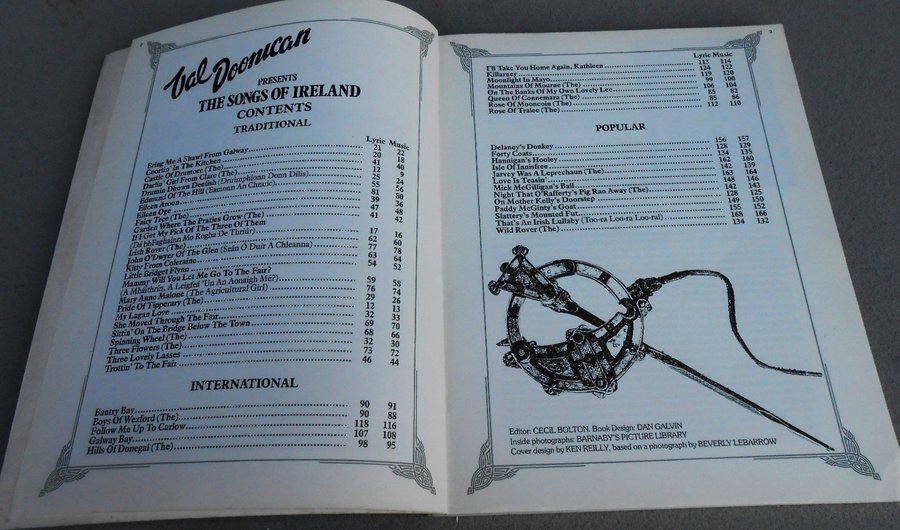 2
Val Doonican
PRESENTS
THE SONGS OF IRELAND
CONTENTS
TRADITIONAL
Lyric Music
Bring Me A Shawl From Galway 21 22
Coortin' In The Kitchen 20 18
Castle Of Drumore (The) 41 40
Darlin' Girl From Clare (The) 12 9
Drumin Dhown Deelish (Druimphionn Donn Dílis) 25 24
Edmund Of The Hill (Eamonn An Chnuic) 55 56
Eileen Aroon 81 80
Eileen Oge 39 36
Fairy Tree (The) 47 48
Garden Where The Praties Grow (The) 41 42
If I Get My Pick Of The Three Of Them
(Dá bhFaghainn Mo Rogha De Thriúr) 17 16
Irish Rover (The) 62 60
John O'Dwyer Of The Glen (Seán Ó Duír A Chleanna) 77 78
Kitty From Coleraine 63 64
Little Bridget Flynn 54 52
Mammy Will You Let Me Go To The Fair?
(A Mháithrín, A Leigfeá 'Un An Aonaigh Mé?) 59 58
Mary Anne Malone (The Agricultural Girl) 76 74
Pride Of Tipperary (The) 29 26
My Lagan Love 12 13
She Moved Through The Fair 32 33
Sittin' On The Bridge Below The Town 69 70
Spinning Wheel (The) 68 66
Three Flowers (The) 32 30
Three Lovely Lasses 73 72
Trottin' To The Fair 46 44
INTERNATIONAL
Bantry Bay 90 91
Boys Of Wexford (The) 90 88
Follow Me Up To Carlow 118 116
Galway Bay 107 108
Hills Of Donegal (The) 98 95
3
Lyric Music
I'll Take You Home Again, Kathleen 113 114
Killarney 124 122
Moonlight In Mayo 119 120
Mountains Of Mourne (The) 99 100
On The Banks Of My Own Lovely Lee 106 104
Queen Of Connemara (The) 85 82
Rose Of Mooncoin (The) 85 86
Rose Of Tralee (The) 112 110
POPULAR
Delaney's Donkey 156 157
Forty Coats 128 129
Hannigan's Hooley 134 135
Isle Of Innisfree 162 160
Jarvey Was A Leprechaun (The) 142 139
Love Is Teasin' 163 164
Mick McGilligan's Ball 148 146
Night That O'Rafferty's Pig Ran Away (The) 142 143
On Mother Kelly's Doorstep 128 125
Paddy McGinty's Goat 149 150
Slattery's Mounted Fut 155 152
That's An Irish Lullaby (Too-ra Loo-ra Loo-ral) 168 166
Wild Rover (The) 134 132
Editor: CECIL BOLTON. Book Design: DAN GALVIN
Inside photographs: BARNABY'S PICTURE LIBRARY
Cover design by KEN REILLY, based on a photograph by BEVERLY LEBARROW